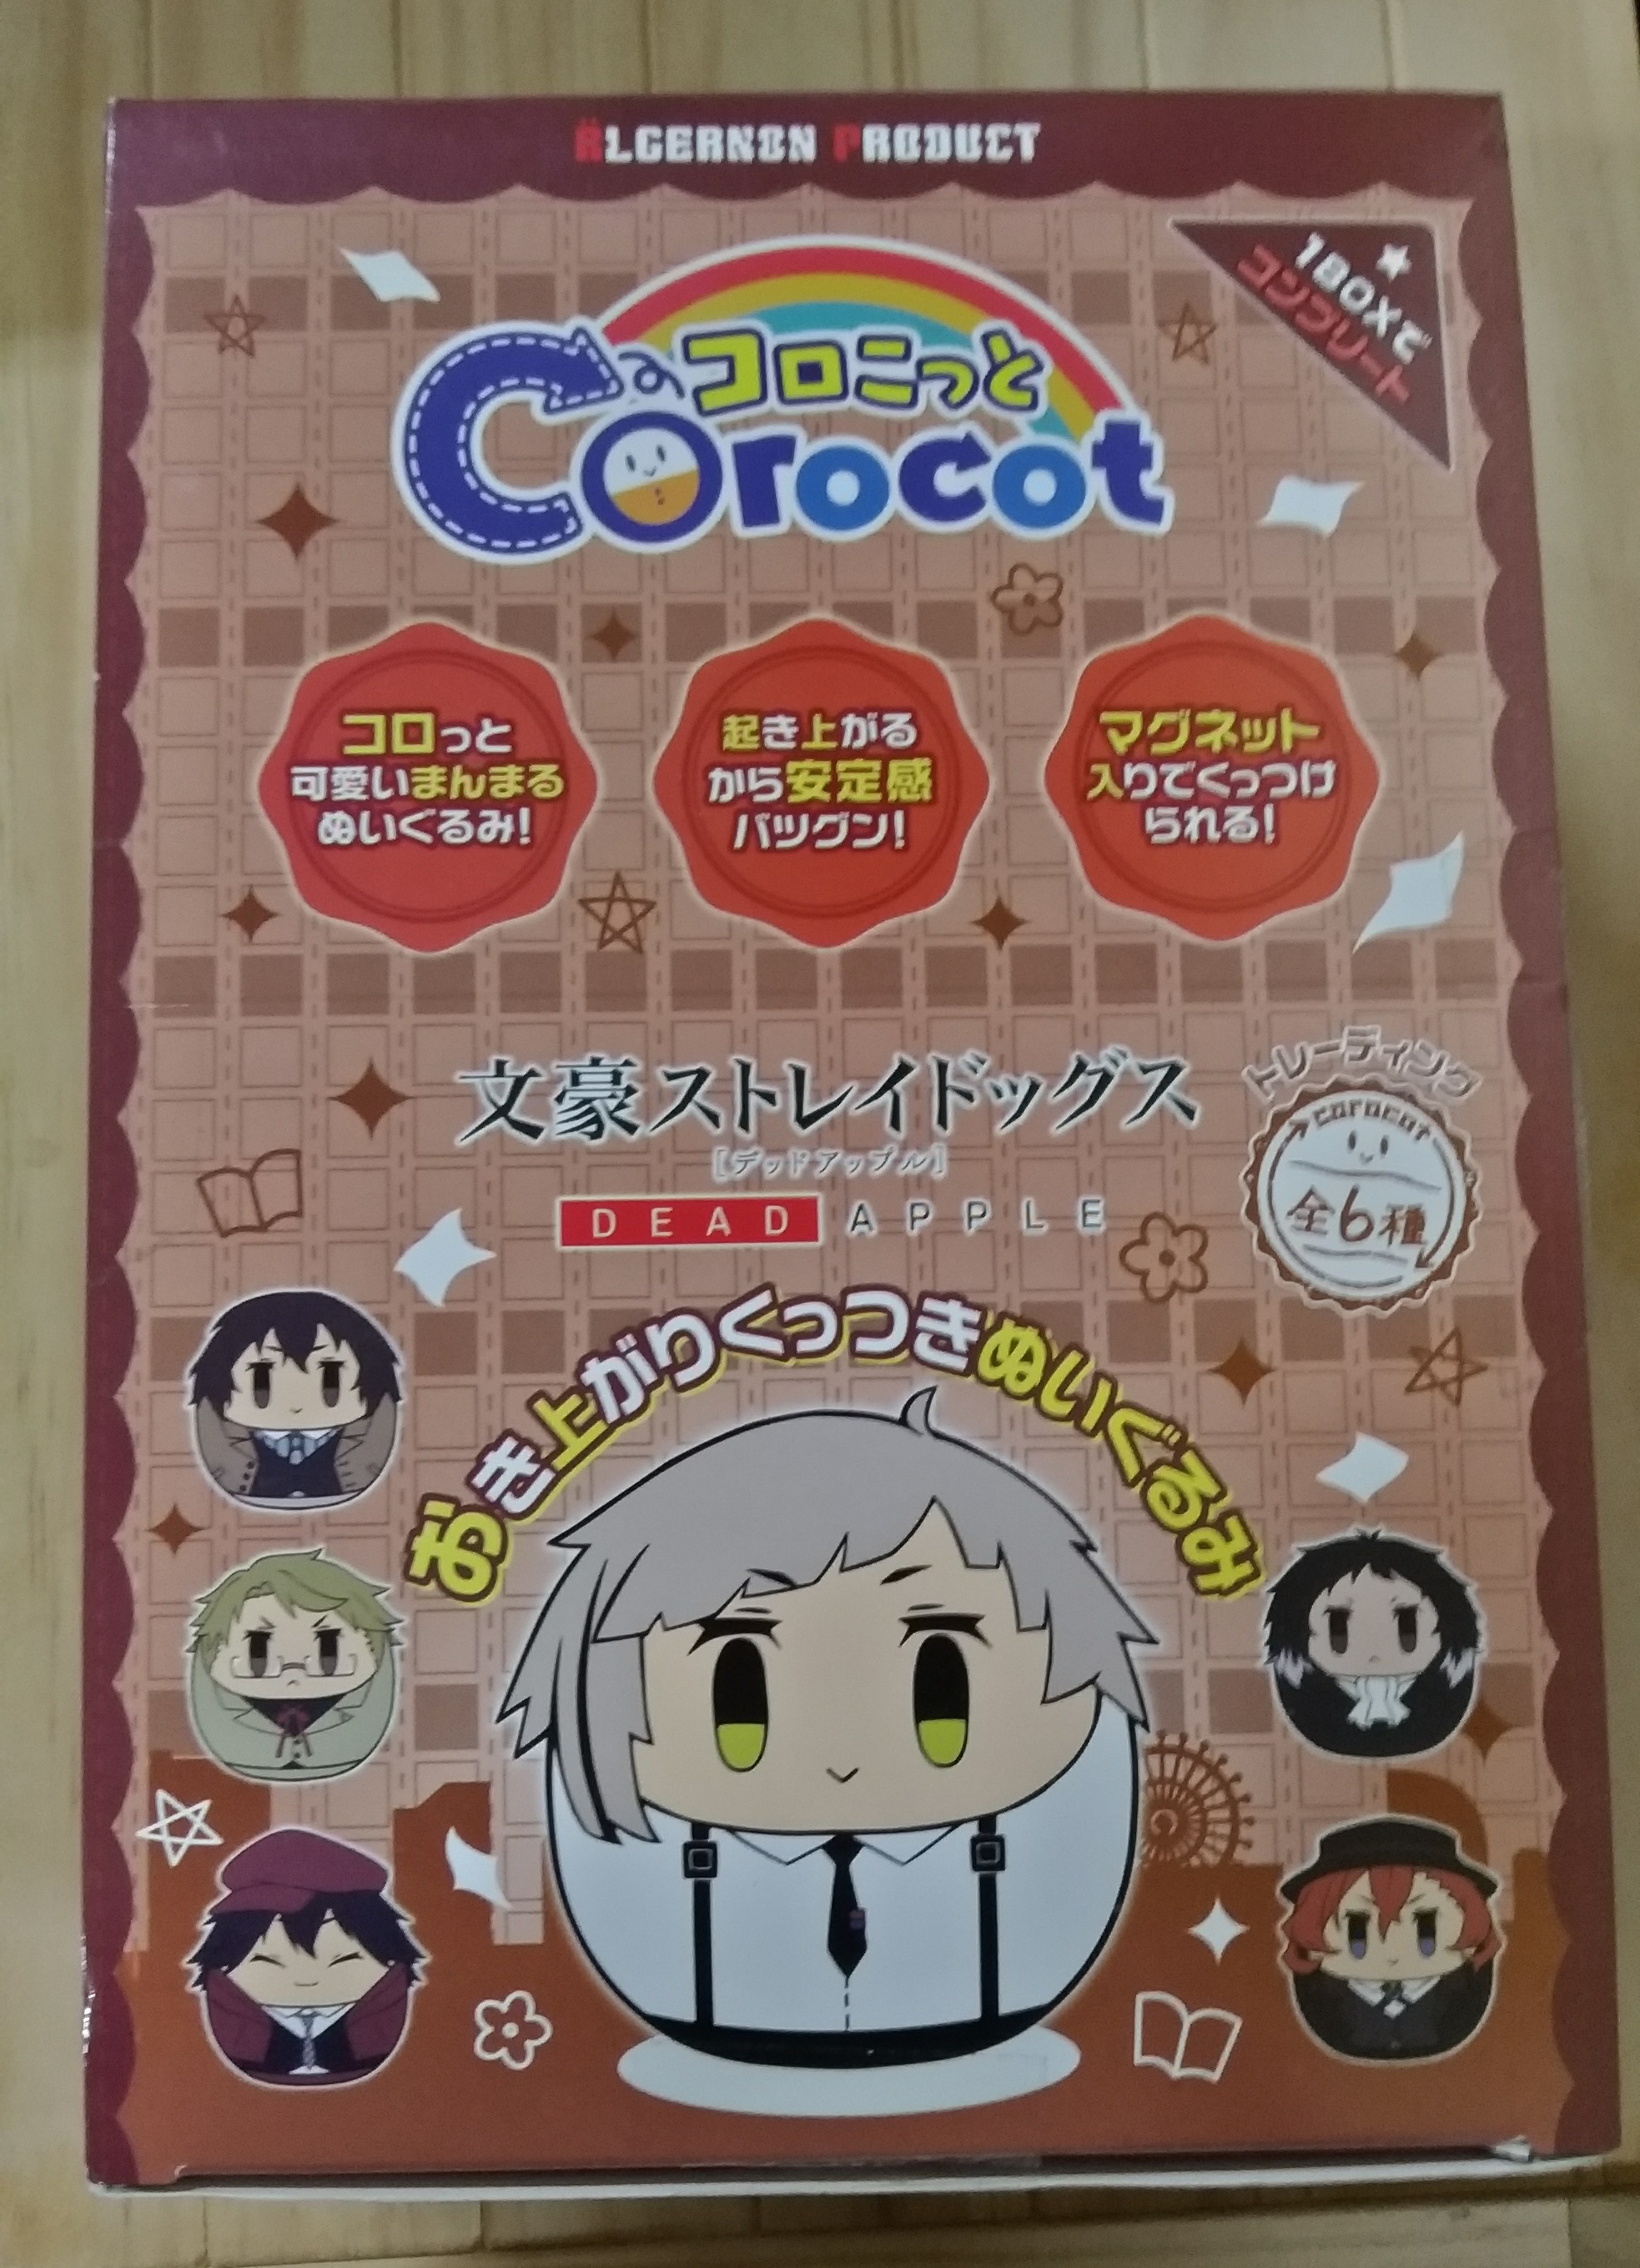 ALGERNON PRODUCT
★
1BOXで
コンプリート
コロこっと
Corocot
コロっと
可愛いまんまる
ぬいぐるみ!
起き上がる
から安定感
バツグン!
マグネット
入りでくっつけ
られる!
文豪ストレイドッグス
[デッドアップル]
DEAD APPLE
トレーディング
corocot
全6種
おき上がりくっつきぬいぐるみ